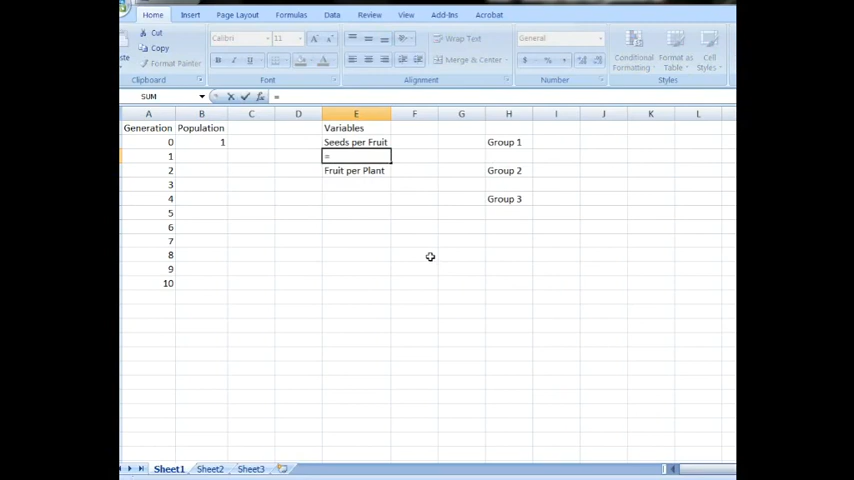 Home Insert Page Layout Formulas Data Review View Add-Ins Acrobat
Cut
Copy
Format Painter
Clipboard
Calibri 11
B I U
Font
Wrap Text
Merge & Center
Alignment
General
$ % ,
Number
Conditional Formatting
Format as Table
Cell Styles
Styles
SUM fx =
A B C D E F G H I J K L
Generation Population Variables
0 1 Seeds per Fruit Group 1
1 =
2 Fruit per Plant Group 2
3
4 Group 3
5
6
7
8
9
10
Sheet1 Sheet2 Sheet3